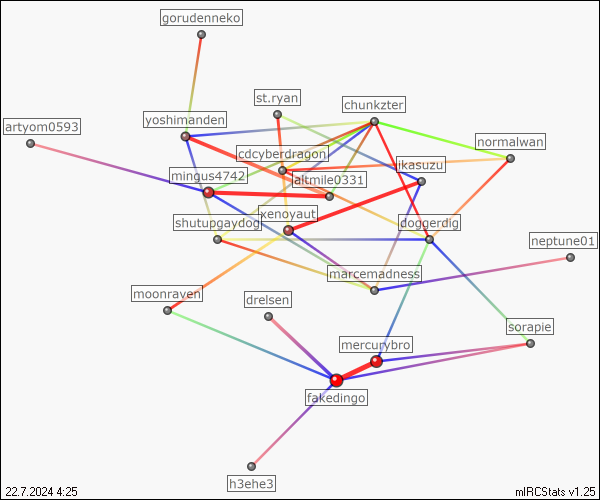 gorudenneko
st.ryan
chunkzter
artyom0593
yoshimanden
normalwan
cdcyberdragon
ikasuzu
mingus4742
laitmile0331
xenoyaut
shutupgaydog
doggerdig
neptune01
marcemadness
moonraven
drelsen
sorapie
mercurybro
fakedingo
h3ehe3
22.7.2024 4:25
mIRCStats v1.25